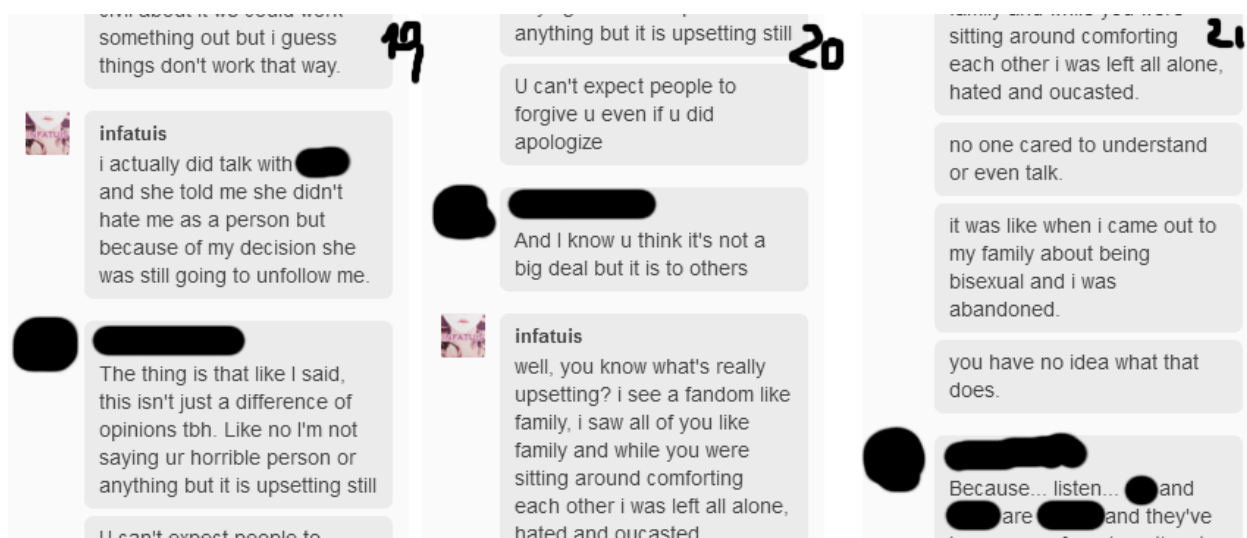 something out but i guess
things don't work that way.
19
infatuis
i actually did talk with
and she told me she didn't
hate me as a person but
because of my decision she
was still going to unfollow me.
The thing is that like I said,
this isn't just a difference of
opinions tbh. Like no I'm not
saying ur horrible person or
anything but it is upsetting still
U can't expect people to
anything but it is upsetting still
20
U can't expect people to
forgive u even if u did
apologize
And I know u think it's not a
big deal but it is to others
infatuis
well, you know what's really
upsetting? i see a fandom like
family, i saw all of you like
family and while you were
sitting around comforting
each other i was left all alone,
hated and oucasted.
family and while you were
21
sitting around comforting
each other i was left all alone,
hated and oucasted.
no one cared to understand
or even talk.
it was like when i came out to
my family about being
bisexual and i was
abandoned.
you have no idea what that
does.
Because... listen... and
are and they've